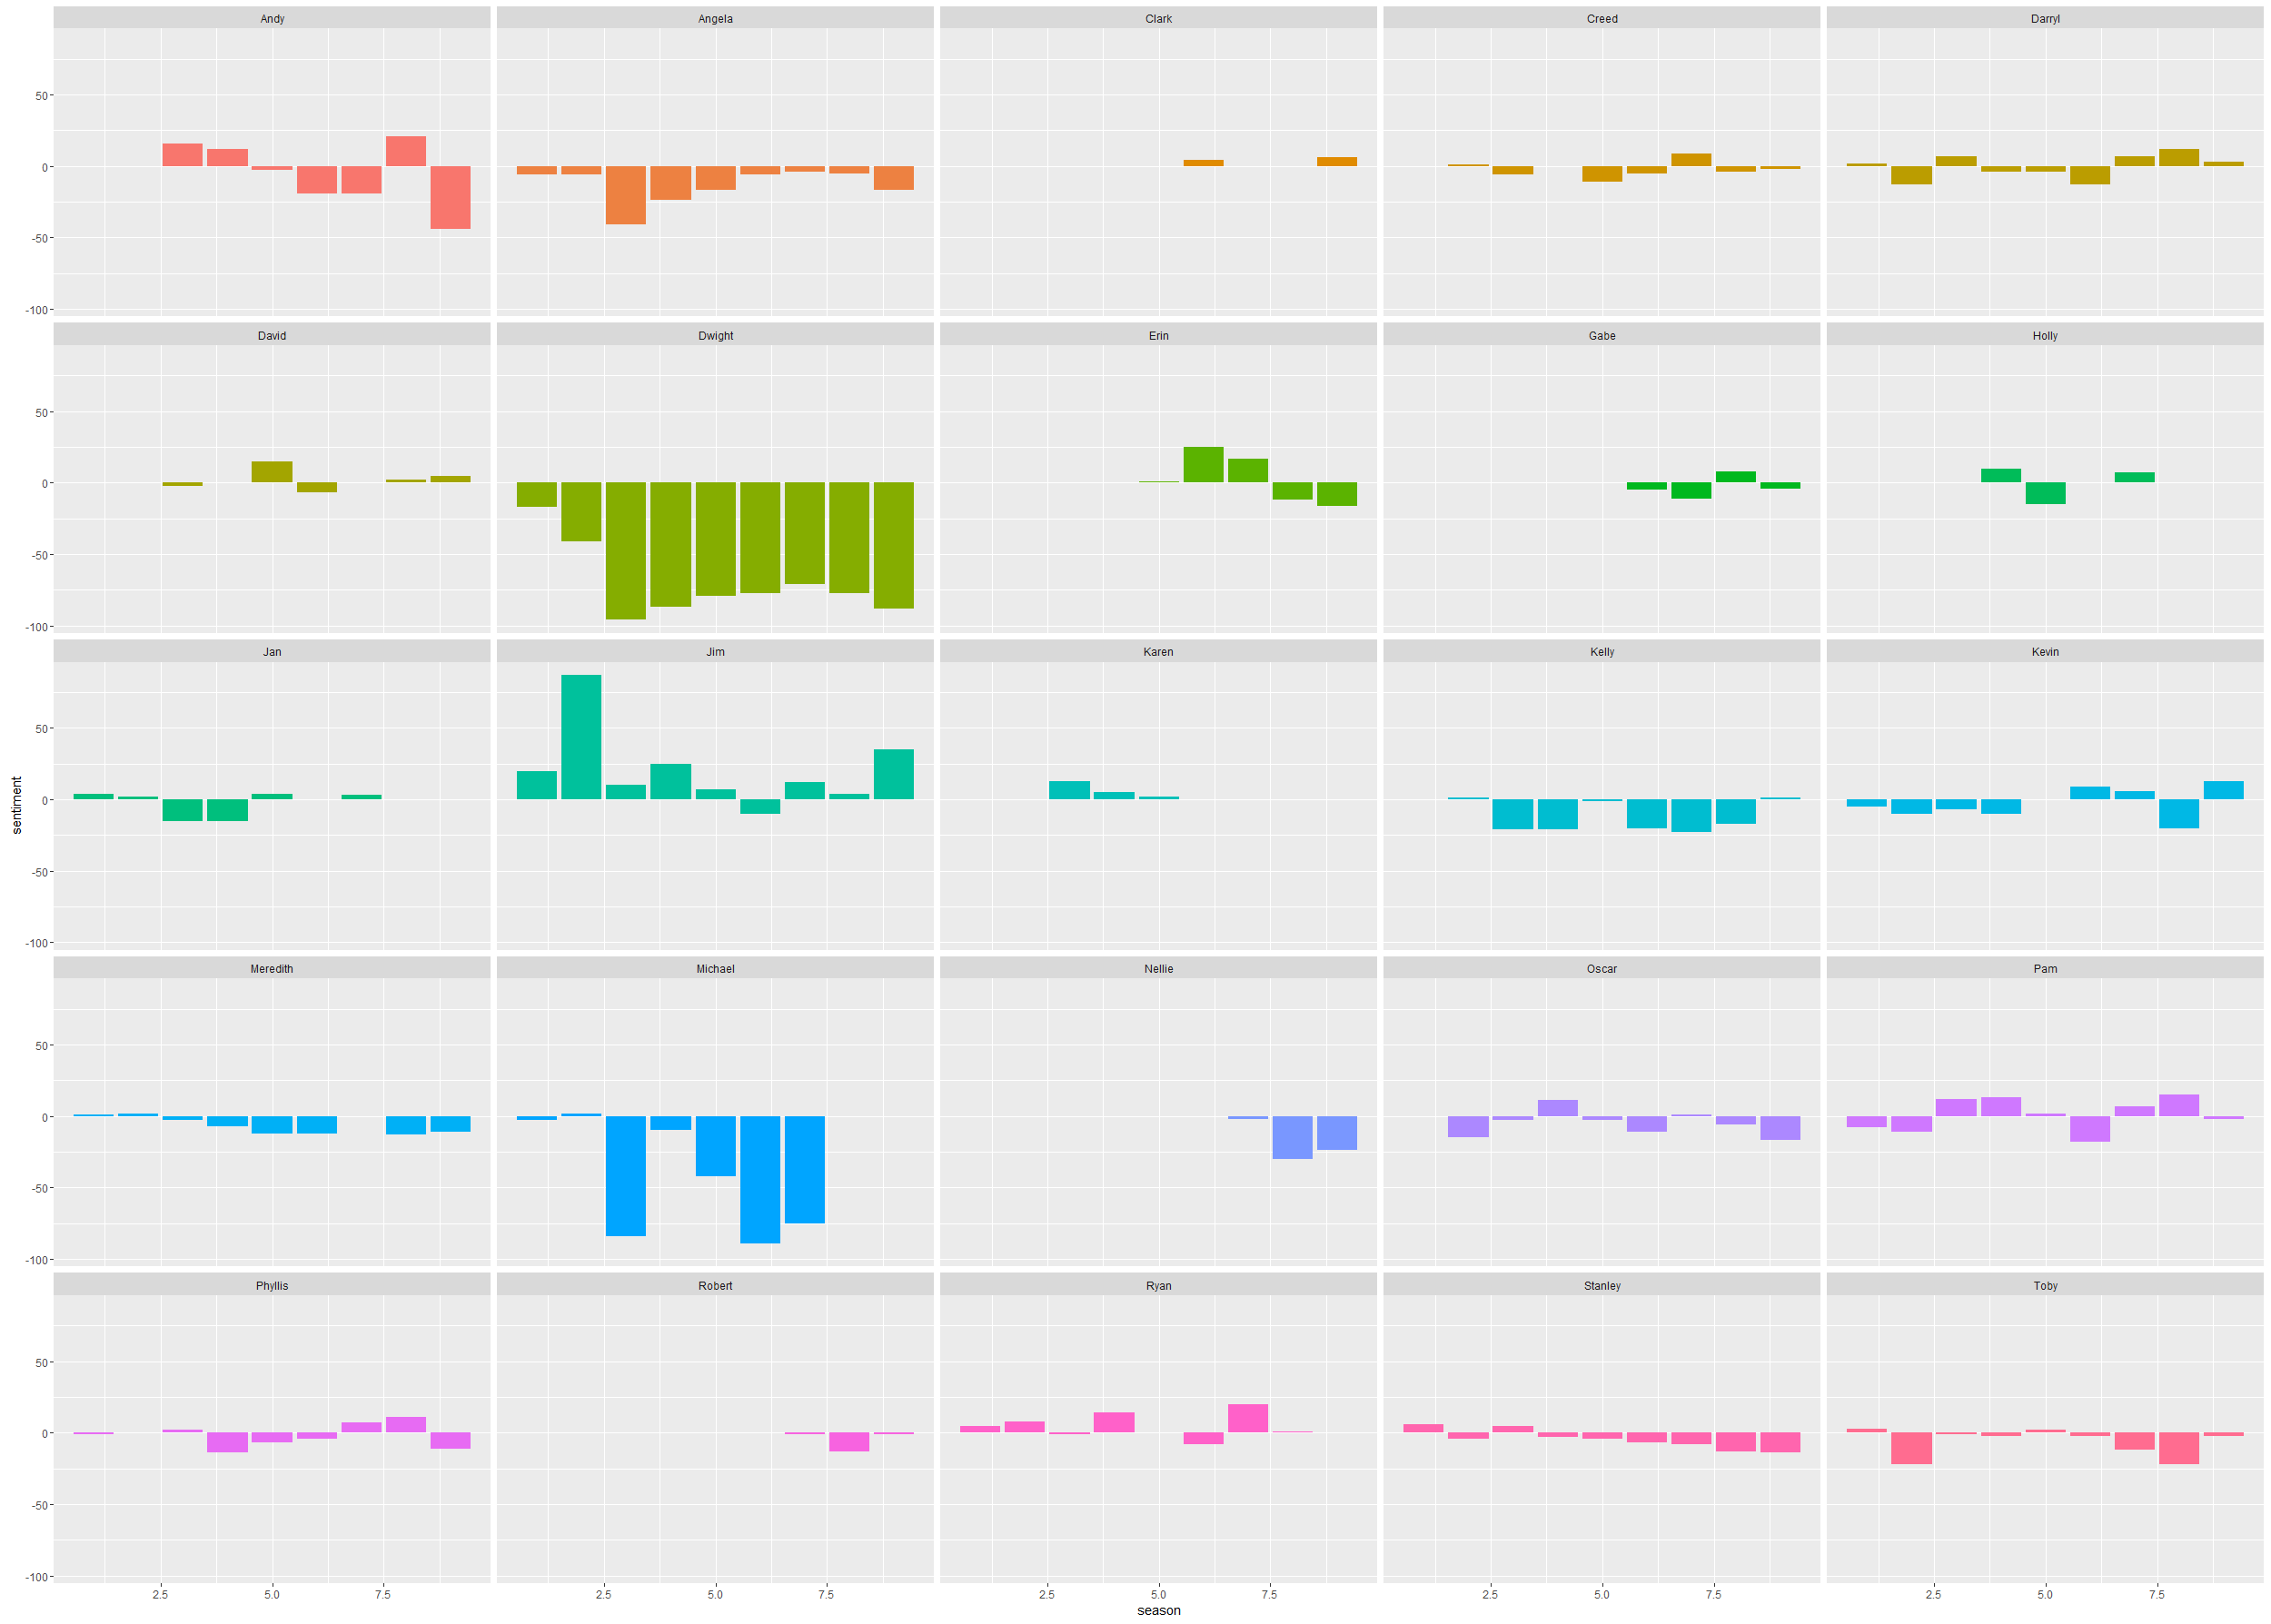 Andy Angela Clark Creed Darryl
50
0
-50
-100
David Dwight Erin Gabe Holly
50
0
-50
-100
Jan Jim Karen Kelly Kevin
50
0
-50
-100
sentiment
Meredith Michael Nellie Oscar Pam
50
0
-50
-100
Phyllis Robert Ryan Stanley Toby
50
0
-50
-100
2.5 5.0 7.5 2.5 5.0 7.5 2.5 5.0 7.5 2.5 5.0 7.5 2.5 5.0 7.5
season